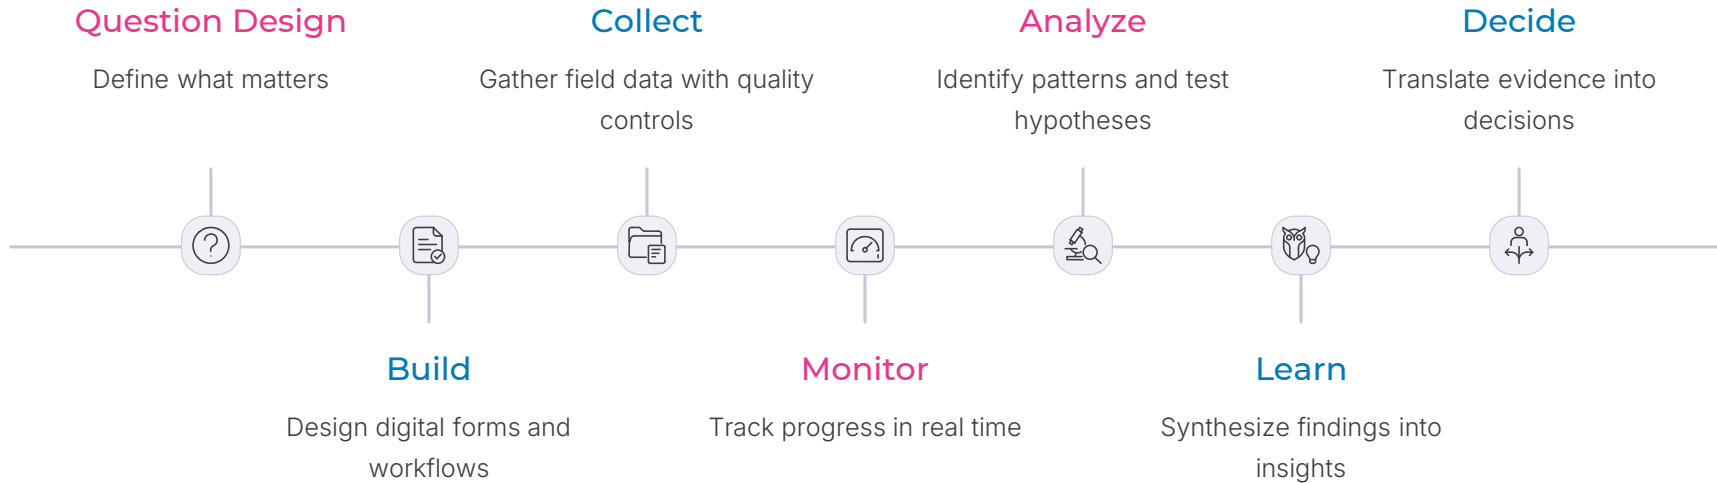 Question Design
Define what matters
Collect
Gather field data with quality
controls
Analyze
Identify patterns and test
hypotheses
Decide
Translate evidence into
decisions
Build
Design digital forms and
workflows
Monitor
Track progress in real time
Learn
Synthesize findings into
insights